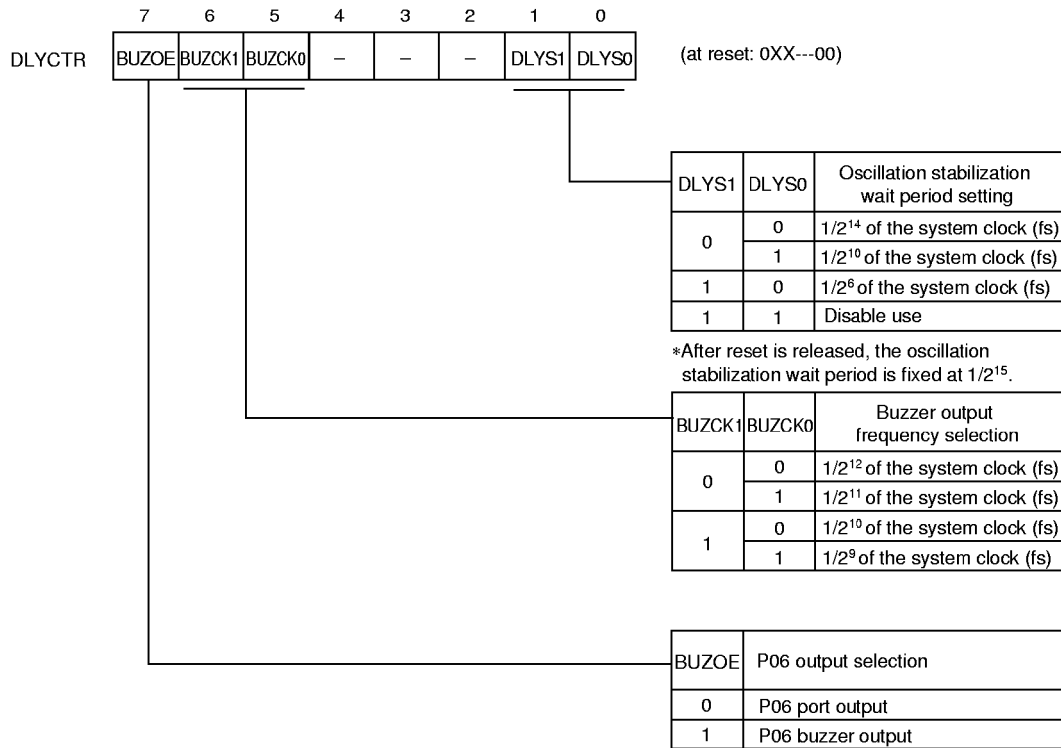 7 6 5 4 3 2 1 0
DLYCTR BUZOE BUZCK1 BUZCK0 – – – DLYS1 DLYS0 (at reset: 0XX---00)
DLYS1 DLYS0 Oscillation stabilization
wait period setting
0 0 1/2¹⁴ of the system clock (fs)
1 1/2¹⁰ of the system clock (fs)
1 0 1/2⁶ of the system clock (fs)
1 1 Disable use
*After reset is released, the oscillation
stabilization wait period is fixed at 1/2¹⁵.
BUZCK1 BUZCK0 Buzzer output
frequency selection
0 0 1/2¹² of the system clock (fs)
1 1/2¹¹ of the system clock (fs)
1 0 1/2¹⁰ of the system clock (fs)
1 1/2⁹ of the system clock (fs)
BUZOE P06 output selection
0 P06 port output
1 P06 buzzer output